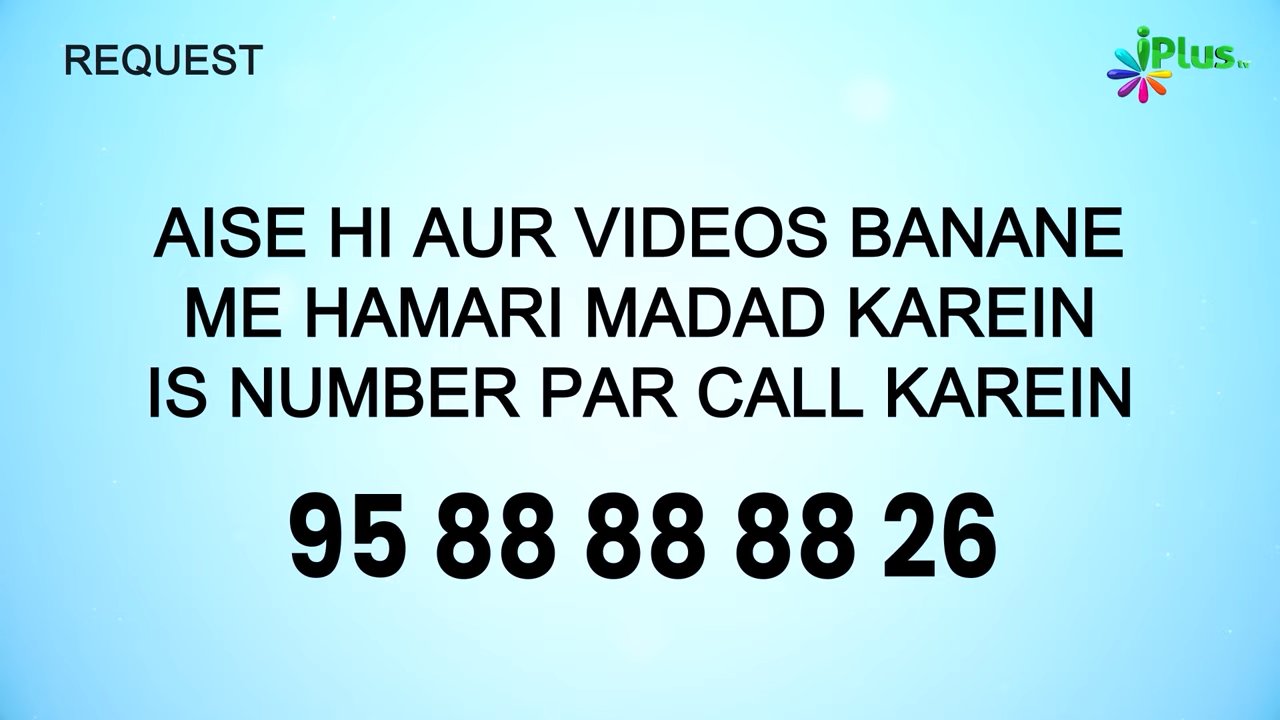 REQUEST
iPlus tv
AISE HI AUR VIDEOS BANANE
ME HAMARI MADAD KAREIN
IS NUMBER PAR CALL KAREIN
95 88 88 88 26